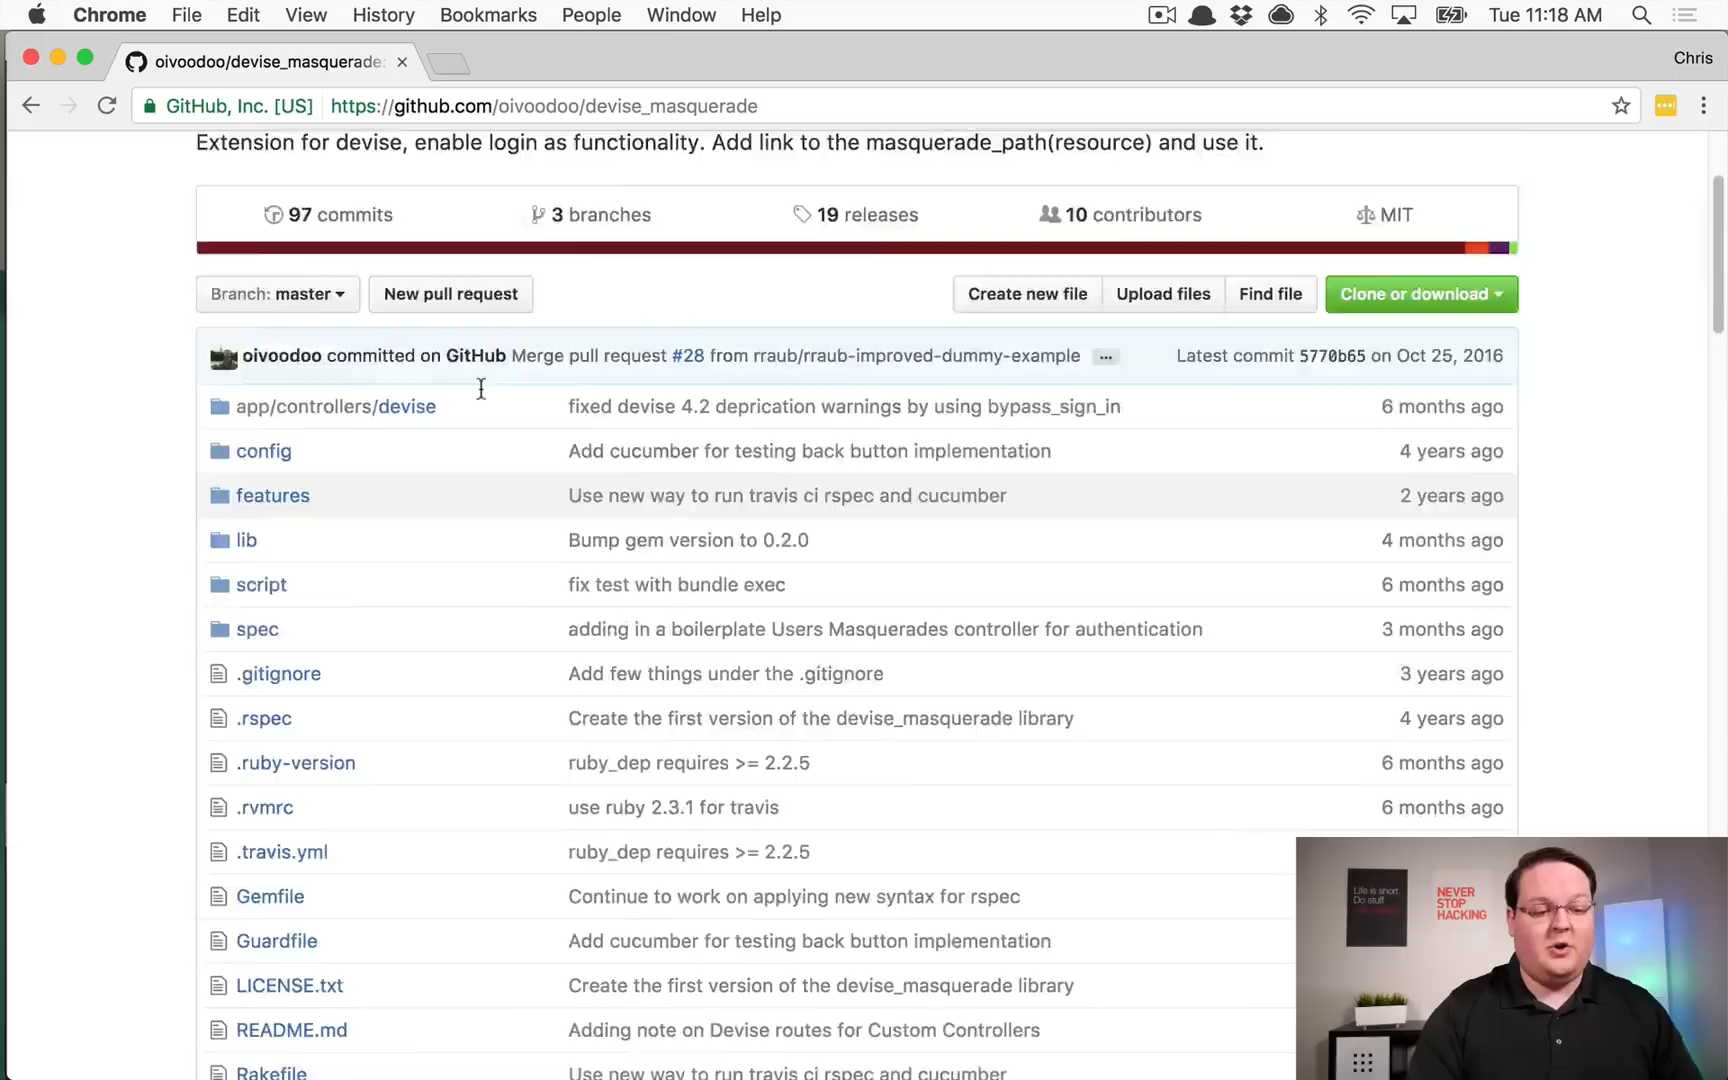 Chrome File Edit View History Bookmarks People Window Help Tue 11:18 AM
oivoodoo/devise_masquerade: Chris
GitHub, Inc. [US] https://github.com/oivoodoo/devise_masquerade
Extension for devise, enable login as functionality. Add link to the masquerade_path(resource) and use it.
97 commits 3 branches 19 releases 10 contributors MIT
Branch: master New pull request Create new file Upload files Find file Clone or download
oivoodoo committed on GitHub Merge pull request #28 from rraub/rraub-improved-dummy-example ... Latest commit 5770b65 on Oct 25, 2016
app/controllers/devise fixed devise 4.2 deprication warnings by using bypass_sign_in 6 months ago
config Add cucumber for testing back button implementation 4 years ago
features Use new way to run travis ci rspec and cucumber 2 years ago
lib Bump gem version to 0.2.0 4 months ago
script fix test with bundle exec 6 months ago
spec adding in a boilerplate Users Masquerades controller for authentication 3 months ago
.gitignore Add few things under the .gitignore 3 years ago
.rspec Create the first version of the devise_masquerade library 4 years ago
.ruby-version ruby_dep requires >= 2.2.5 6 months ago
.rvmrc use ruby 2.3.1 for travis 6 months ago
.travis.yml ruby_dep requires >= 2.2.5
Gemfile Continue to work on applying new syntax for rspec
Guardfile Add cucumber for testing back button implementation
LICENSE.txt Create the first version of the devise_masquerade library
README.md Adding note on Devise routes for Custom Controllers
Rakefile Use new way to run travis ci rspec and cucumber
Life is short.
Do stuff
NEVER
STOP
HACKING